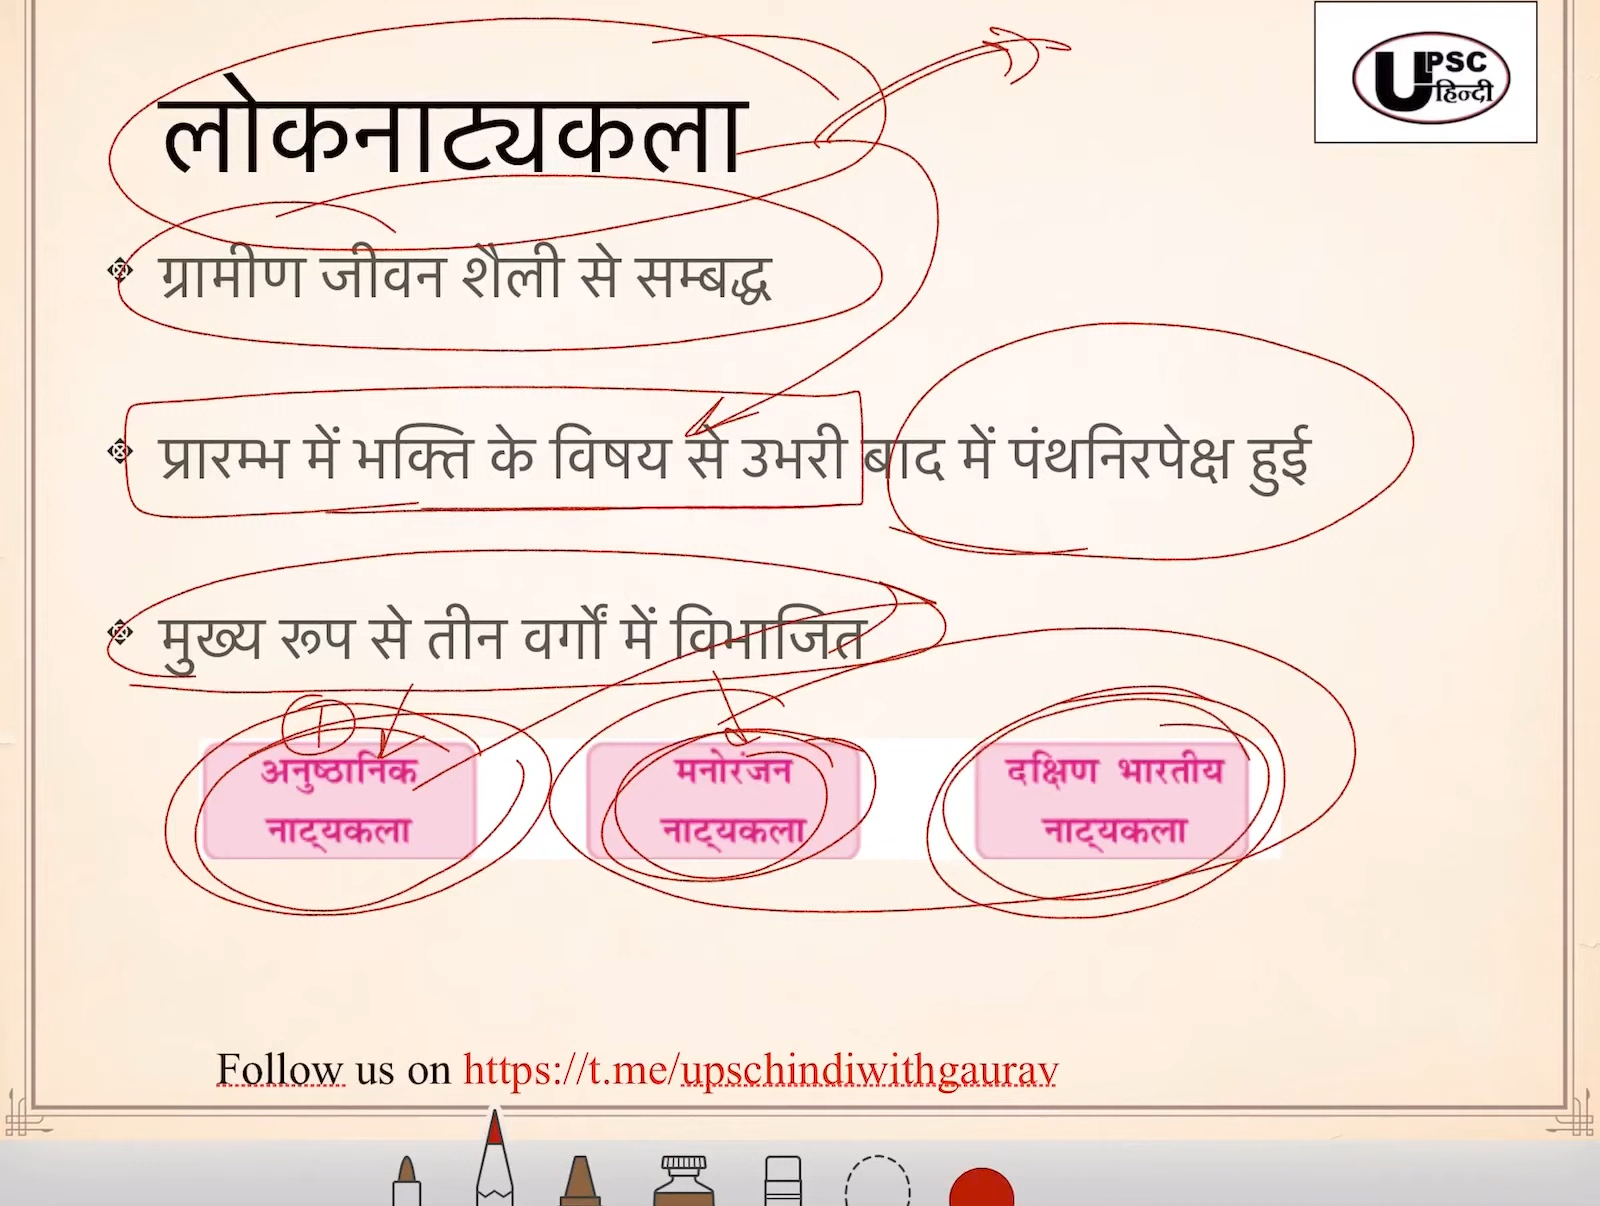 UPSC
हिन्दी
लोकनाट्यकला
ग्रामीण जीवन शैली से सम्बद्ध
प्रारम्भ में भक्ति के विषय से उभरी बाद में पंथनिरपेक्ष हुई
मुख्य रूप से तीन वर्गों में विभाजित
1
अनुष्ठानिक
नाट्यकला
मनोरंजन
नाट्यकला
दक्षिण भारतीय
नाट्यकला
Follow us on https://t.me/upschindiwithgaurav